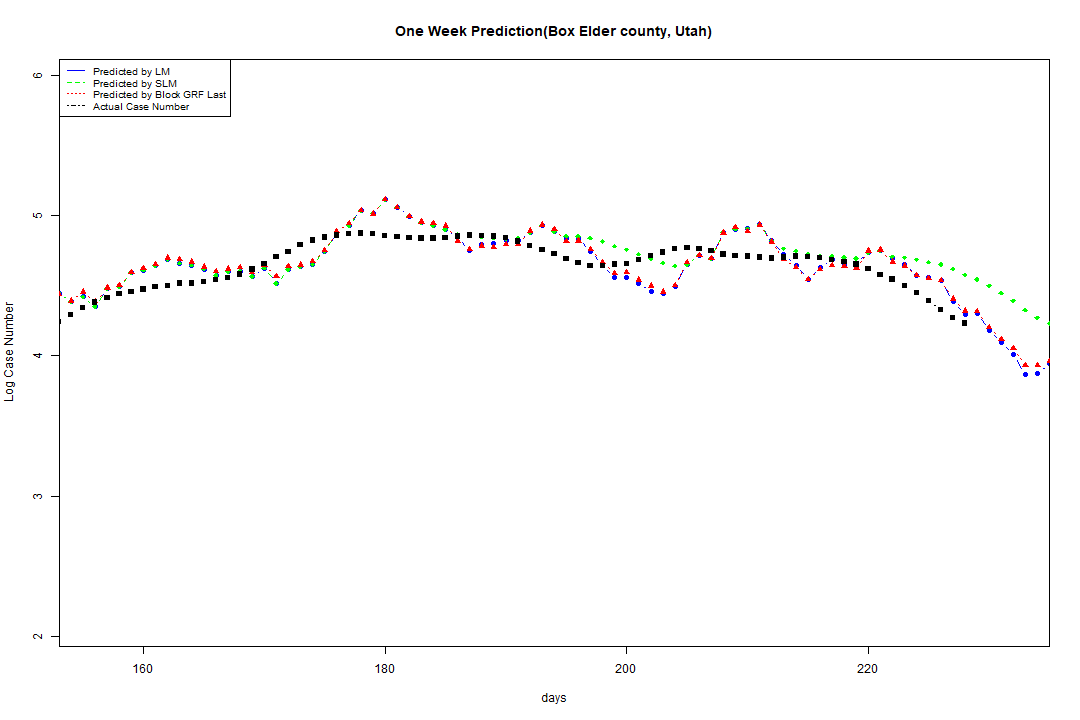 One Week Prediction(Box Elder county, Utah)
Predicted by LM
Predicted by SLM
Predicted by Block GRF Last
Actual Case Number
6
5
4
3
2
Log Case Number
160 180 200 220
days